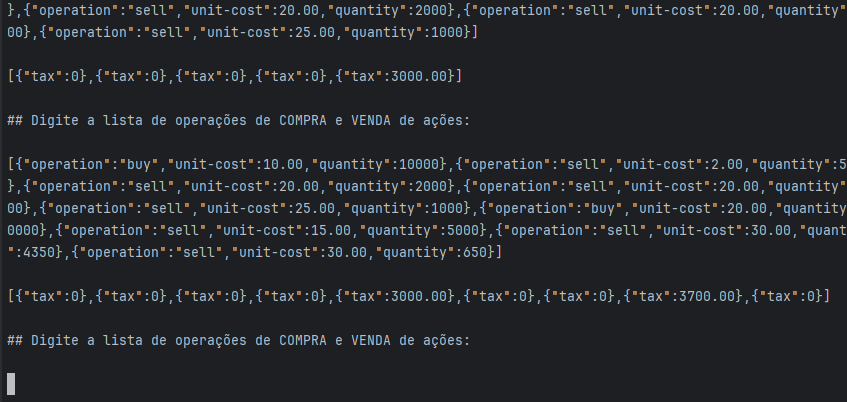 },{"operation":"sell","unit-cost":20.00,"quantity":2000},{"operation":"sell","unit-cost":20.00,"quantity"
00},{"operation":"sell","unit-cost":25.00,"quantity":1000}]
[{"tax":0},{"tax":0},{"tax":0},{"tax":0},{"tax":3000.00}]
## Digite a lista de operações de COMPRA e VENDA de ações:
[{"operation":"buy","unit-cost":10.00,"quantity":10000},{"operation":"sell","unit-cost":2.00,"quantity":5
},{"operation":"sell","unit-cost":20.00,"quantity":2000},{"operation":"sell","unit-cost":20.00,"quantity"
00},{"operation":"sell","unit-cost":25.00,"quantity":1000},{"operation":"buy","unit-cost":20.00,"quantity
0000},{"operation":"sell","unit-cost":15.00,"quantity":5000},{"operation":"sell","unit-cost":30.00,"quant
":4350},{"operation":"sell","unit-cost":30.00,"quantity":650}]
[{"tax":0},{"tax":0},{"tax":0},{"tax":0},{"tax":3000.00},{"tax":0},{"tax":0},{"tax":3700.00},{"tax":0}]
## Digite a lista de operações de COMPRA e VENDA de ações: